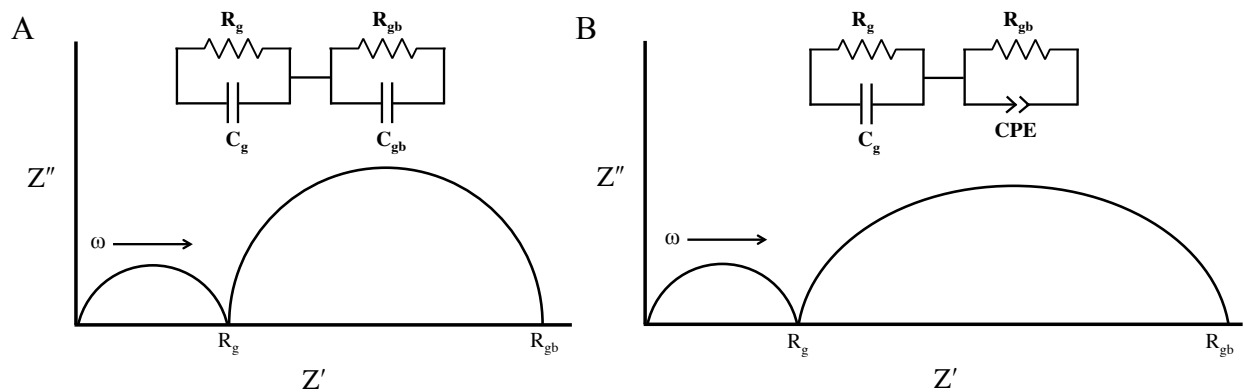 A
R_g
R_gb
C_g
C_gb
Z″
ω
R_g
R_gb
Z′
B
R_g
R_gb
C_g
CPE
Z″
ω
R_g
R_gb
Z′